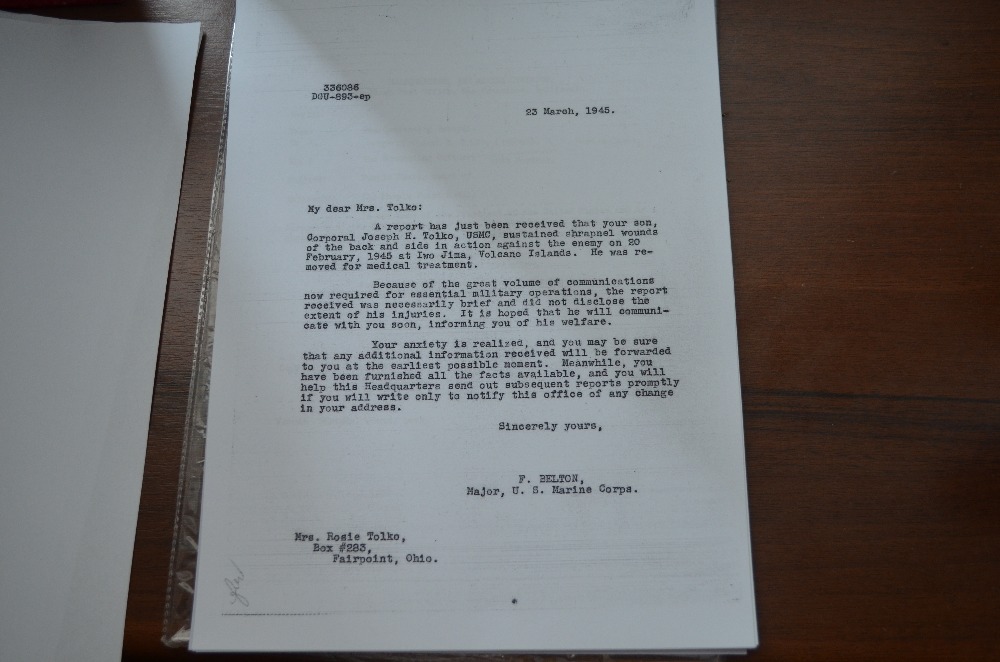 336086
DGU-893-ep
23 March, 1945.
My dear Mrs. Tolko:
A report has just been received that your son,
Corporal Joseph H. Tolko, USMC, sustained shrapnel wounds
of the back and side in action against the enemy on 20
February, 1945 at Iwo Jima, Volcano Islands. He was re-
moved for medical treatment.
Because of the great volume of communications
now required for essential military operations, the report
received was necessarily brief and did not disclose the
extent of his injuries. It is hoped that he will communi-
cate with you soon, informing you of his welfare.
Your anxiety is realized, and you may be sure
that any additional information received will be forwarded
to you at the earliest possible moment. Meanwhile, you
have been furnished all the facts available, and you will
help this Headquarters send out subsequent reports promptly
if you will write only to notify this office of any change
in your address.
Sincerely yours,
F. BELTON,
Major, U. S. Marine Corps.
Mrs. Rosie Tolko,
Box #283,
Fairpoint, Ohio.